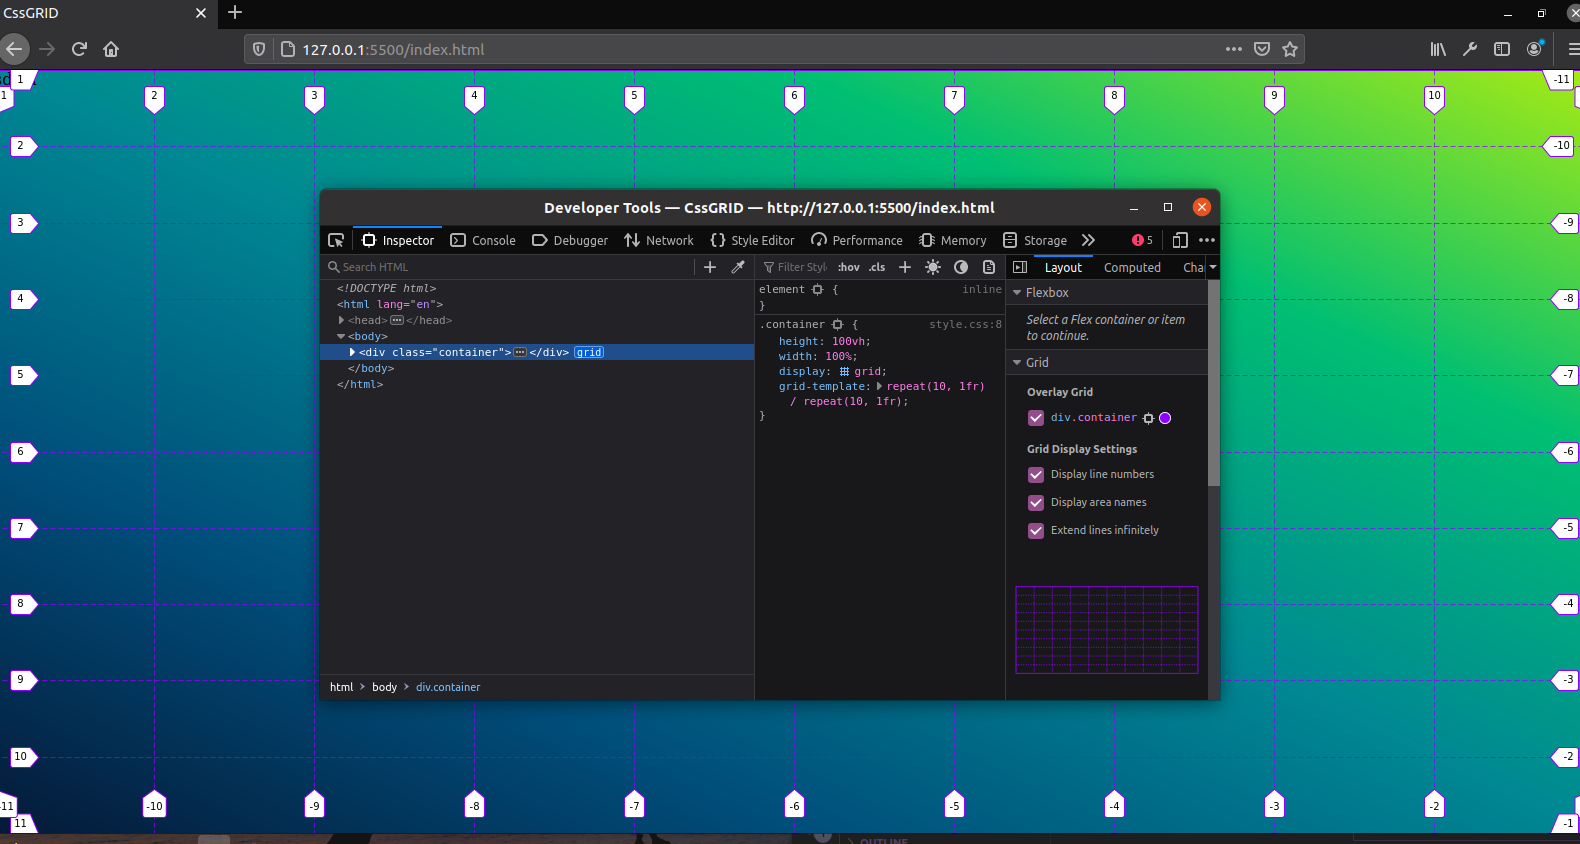 CssGRID
127.0.0.1:5500/index.html
1 -11
1 2 3 4 5 6 7 8 9 10
2 -10
3 -9
Developer Tools — CssGRID — http://127.0.0.1:5500/index.html
Inspector Console Debugger Network Style Editor Performance Memory Storage 5
Search HTML
Filter Styl :hov .cls
Layout Computed Cha
<!DOCTYPE html>
<html lang="en">
<head> </head>
<body>
<div class="container"> </div> grid
</body>
</html>
element { inline
}
.container { style.css:8
height: 100vh;
width: 100%;
display: grid;
grid-template: repeat(10, 1fr)
/ repeat(10, 1fr);
}
Flexbox
Select a Flex container or item
to continue.
Grid
Overlay Grid
div.container
Grid Display Settings
Display line numbers
Display area names
Extend lines infinitely
html > body > div.container
4 -8
5 -7
6 -6
7 -5
8 -4
9 -3
10 -2
-11 -10 -9 -8 -7 -6 -5 -4 -3 -2
11 -1
OUTLINE